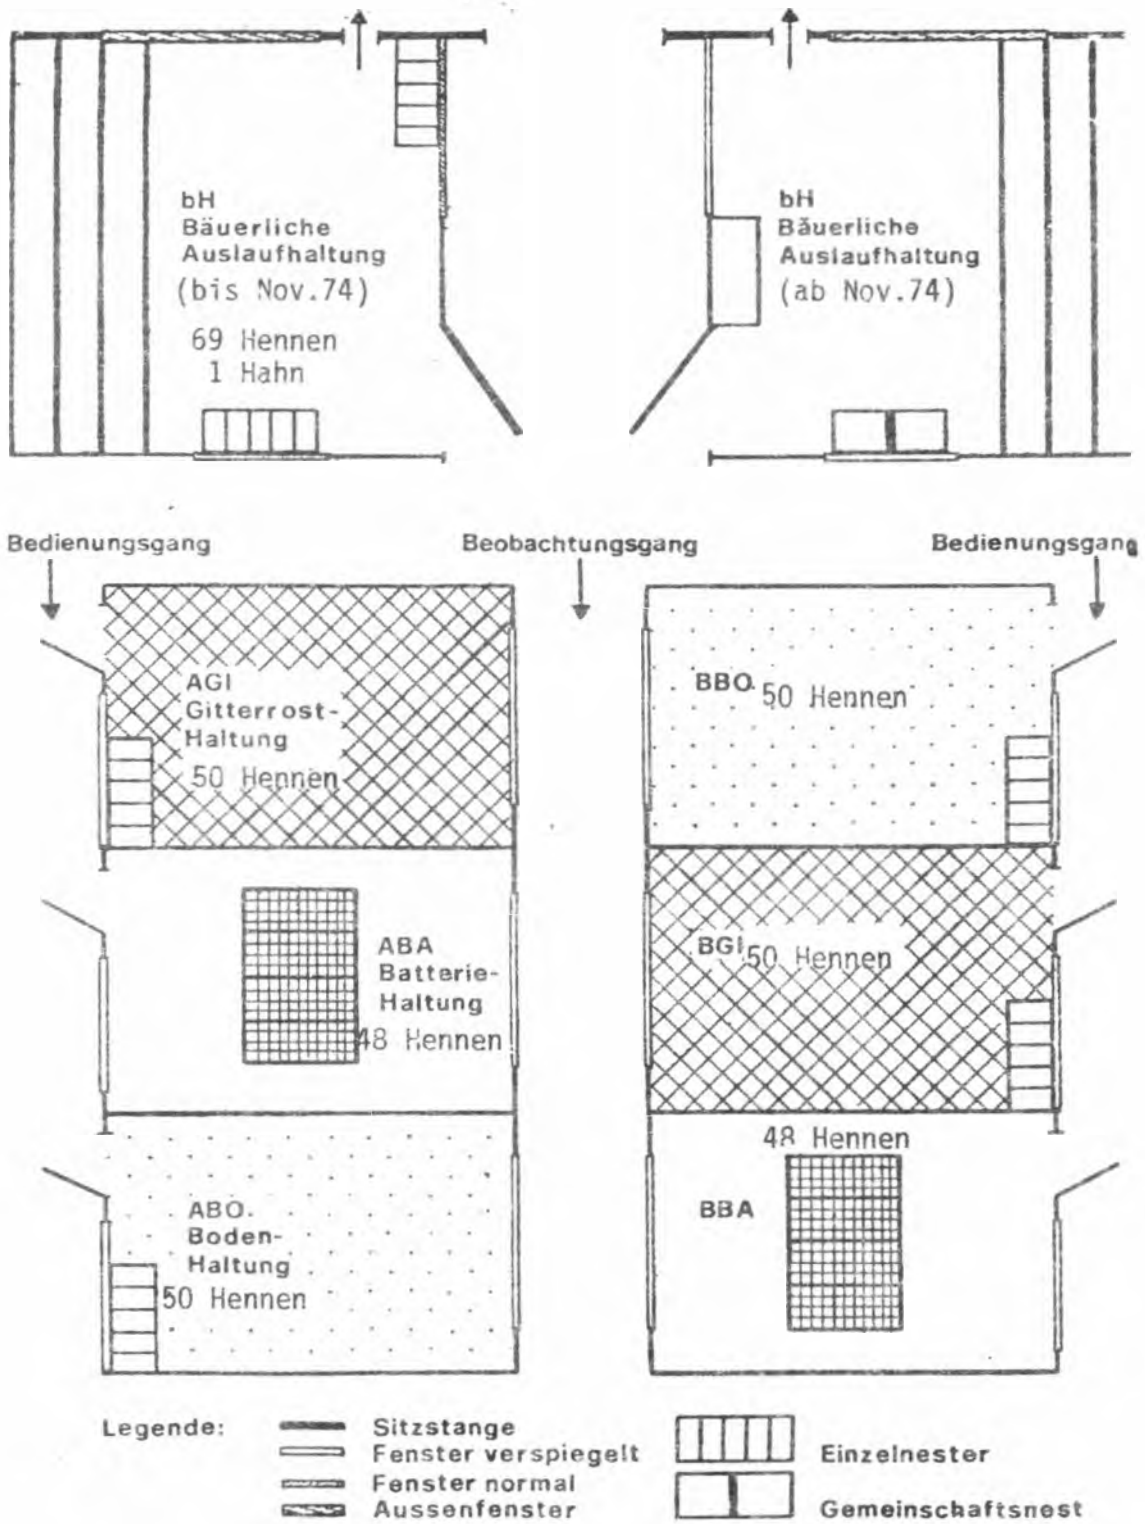 bH
Bäuerliche
Auslaufhaltung
(bis Nov.74)
69 Hennen
1 Hahn
bH
Bäuerliche
Auslaufhaltung
(ab Nov.74)
Bedienungsgang
Beobachtungsgang
Bedienungsgang
AGI
Gitterrost-
Haltung
50 Hennen
BBO. 50 Hennen
ABA
Batterie-
Haltung
48 Hennen
BGI 50 Hennen
ABO.
Boden-
Haltung
50 Hennen
48 Hennen
BBA
Legende:
Sitzstange
Fenster verspiegelt
Fenster normal
Aussenfenster
Einzelnester
Gemeinschaftsnest